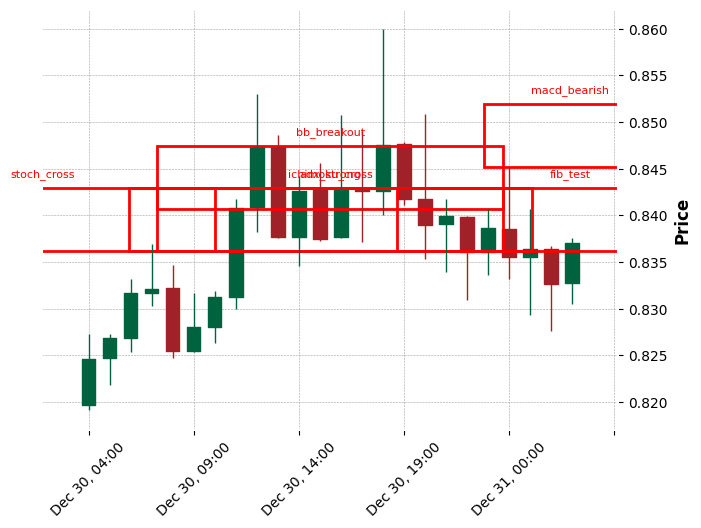 0.860
0.855
macd_bearish
0.850
bb_breakout
0.845
stoch_cross
fib_test
0.840
Price
0.835
0.830
0.825
0.820
Dec 30, 04:00
Dec 30, 09:00
Dec 30, 14:00
Dec 30, 19:00
Dec 31, 00:00